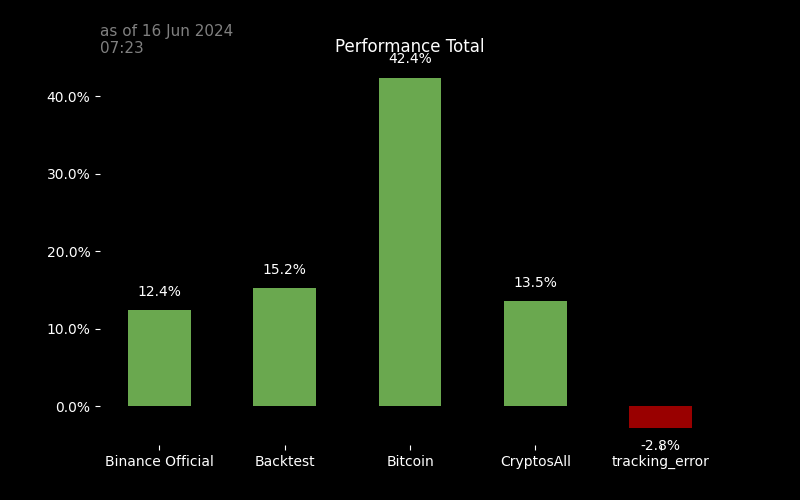 as of 16 Jun 2024
07:23
Performance Total
42.4%
40.0%
30.0%
20.0%
15.2%
13.5%
12.4%
10.0%
0.0%
-2.8%
Binance Official
Backtest
Bitcoin
CryptosAll
tracking_error